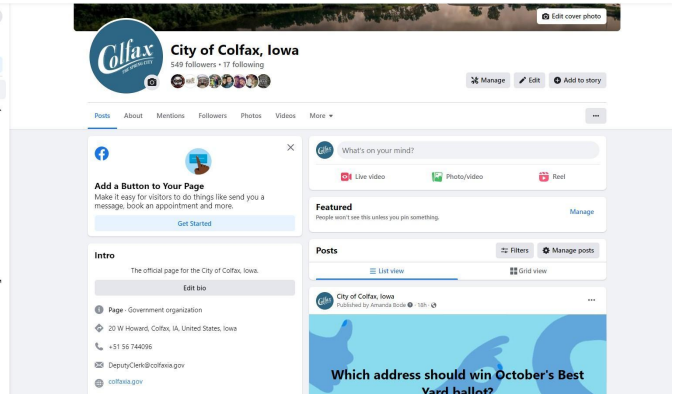 Edit cover photo
Colfax
THE SPRING CITY
City of Colfax, Iowa
549 followers • 17 following
Manage
Edit
Add to story
Posts
About
Mentions
Followers
Photos
Videos
More
Add a Button to Your Page
Make it easy for visitors to do things like send you a
message, book an appointment and more.
Get Started
Intro
The official page for the City of Colfax, Iowa.
Edit bio
Page · Government organization
20 W Howard, Colfax, IA, United States, Iowa
+51 56 744096
DeputyClerk@colfaxia.gov
colfaxia.gov
Colfax
What's on your mind?
Live video
Photo/video
Reel
Featured
People won't see this unless you pin something.
Manage
Posts
Filters
Manage posts
List view
Grid view
Colfax
City of Colfax, Iowa
Published by Amanda Bode · 18h ·
Which address should win October's Best
Yard ballot?